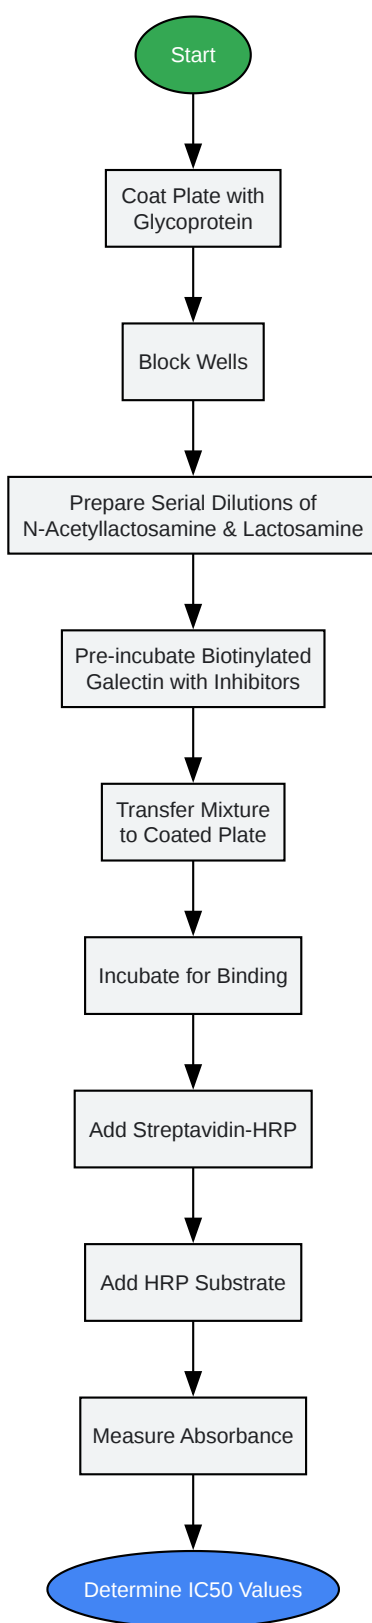 Start
Coat Plate with
Glycoprotein
Block Wells
Prepare Serial Dilutions of
N-Acetyllactosamine & Lactosamine
Pre-incubate Biotinylated
Galectin with Inhibitors
Transfer Mixture
to Coated Plate
Incubate for Binding
Add Streptavidin-HRP
Add HRP Substrate
Measure Absorbance
Determine IC50 Values